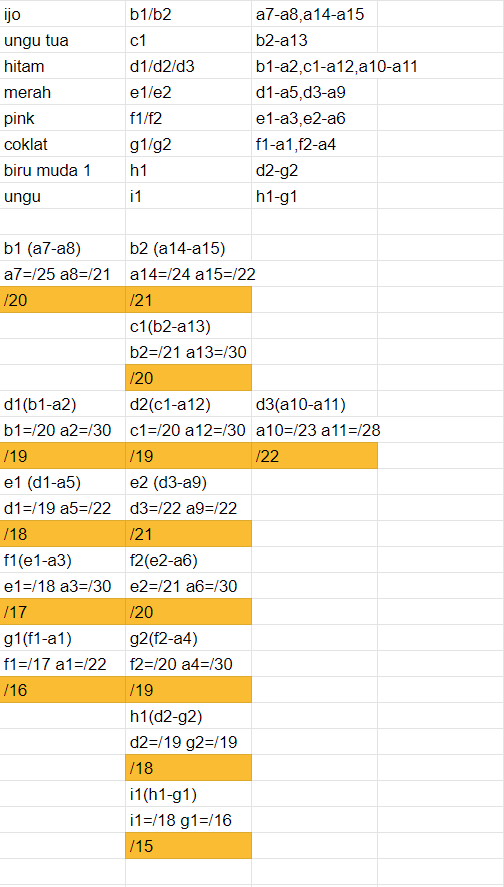 ijo b1/b2 a7-a8,a14-a15
ungu tua c1 b2-a13
hitam d1/d2/d3 b1-a2,c1-a12,a10-a11
merah e1/e2 d1-a5,d3-a9
pink f1/f2 e1-a3,e2-a6
coklat g1/g2 f1-a1,f2-a4
biru muda 1 h1 d2-g2
ungu i1 h1-g1
b1 (a7-a8) b2 (a14-a15)
a7=/25 a8=/21 a14=/24 a15=/22
/20 /21
c1(b2-a13)
b2=/21 a13=/30
/20
d1(b1-a2) d2(c1-a12) d3(a10-a11)
b1=/20 a2=/30 c1=/20 a12=/30 a10=/23 a11=/28
/19 /19 /22
e1 (d1-a5) e2 (d3-a9)
d1=/19 a5=/22 d3=/22 a9=/22
/18 /21
f1(e1-a3) f2(e2-a6)
e1=/18 a3=/30 e2=/21 a6=/30
/17 /20
g1(f1-a1) g2(f2-a4)
f1=/17 a1=/22 f2=/20 a4=/30
/16 /19
h1(d2-g2)
d2=/19 g2=/19
/18
i1(h1-g1)
i1=/18 g1=/16
/15